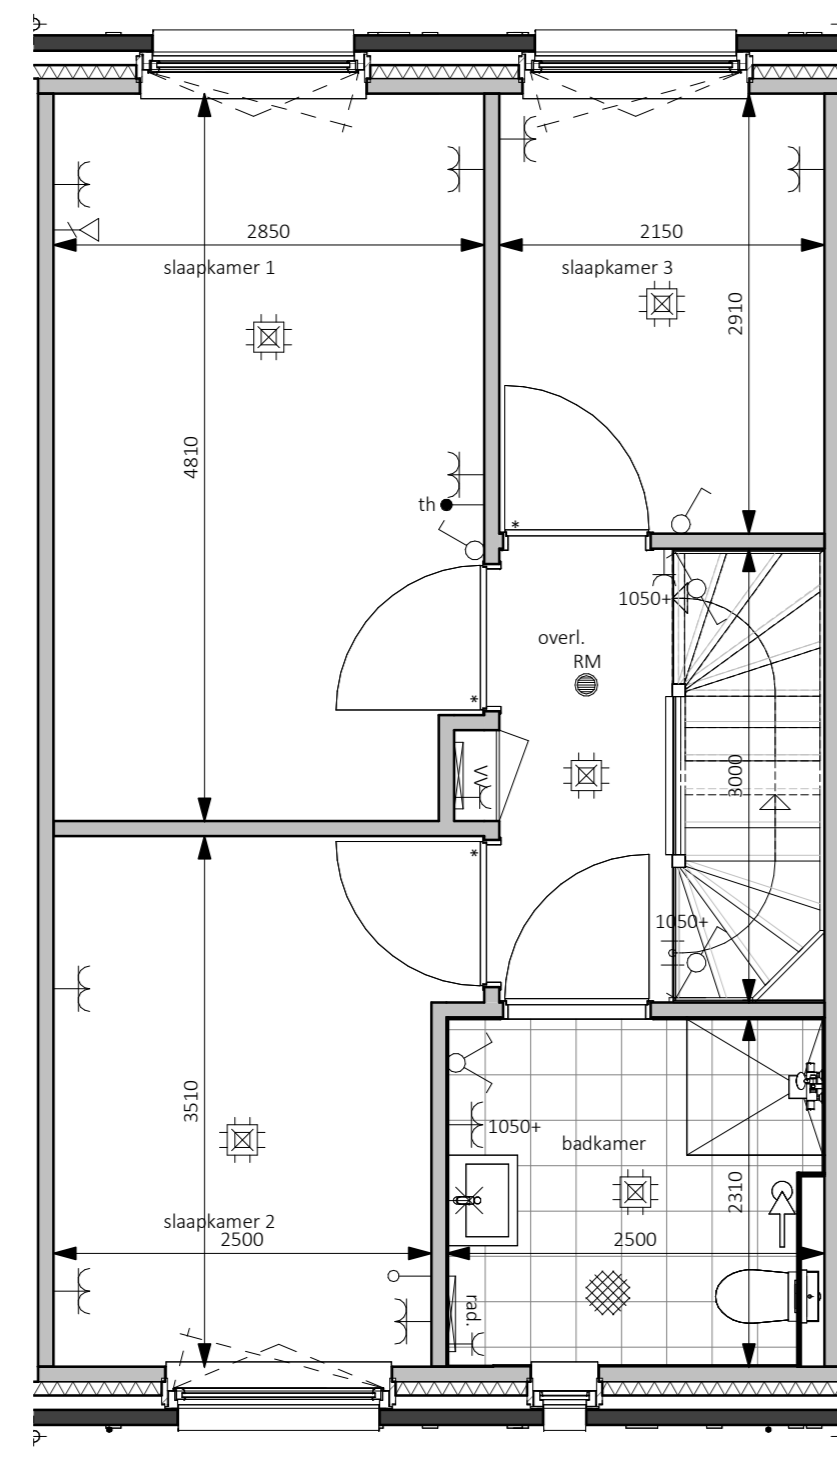 2850
2150
slaapkamer 1
slaapkamer 3
2910
4810
th
*
1050+
overl.
RM
*
VV
3000
*
1050+
3510
1050+
badkamer
2310
slaapkamer 2
2500
2500
rad.